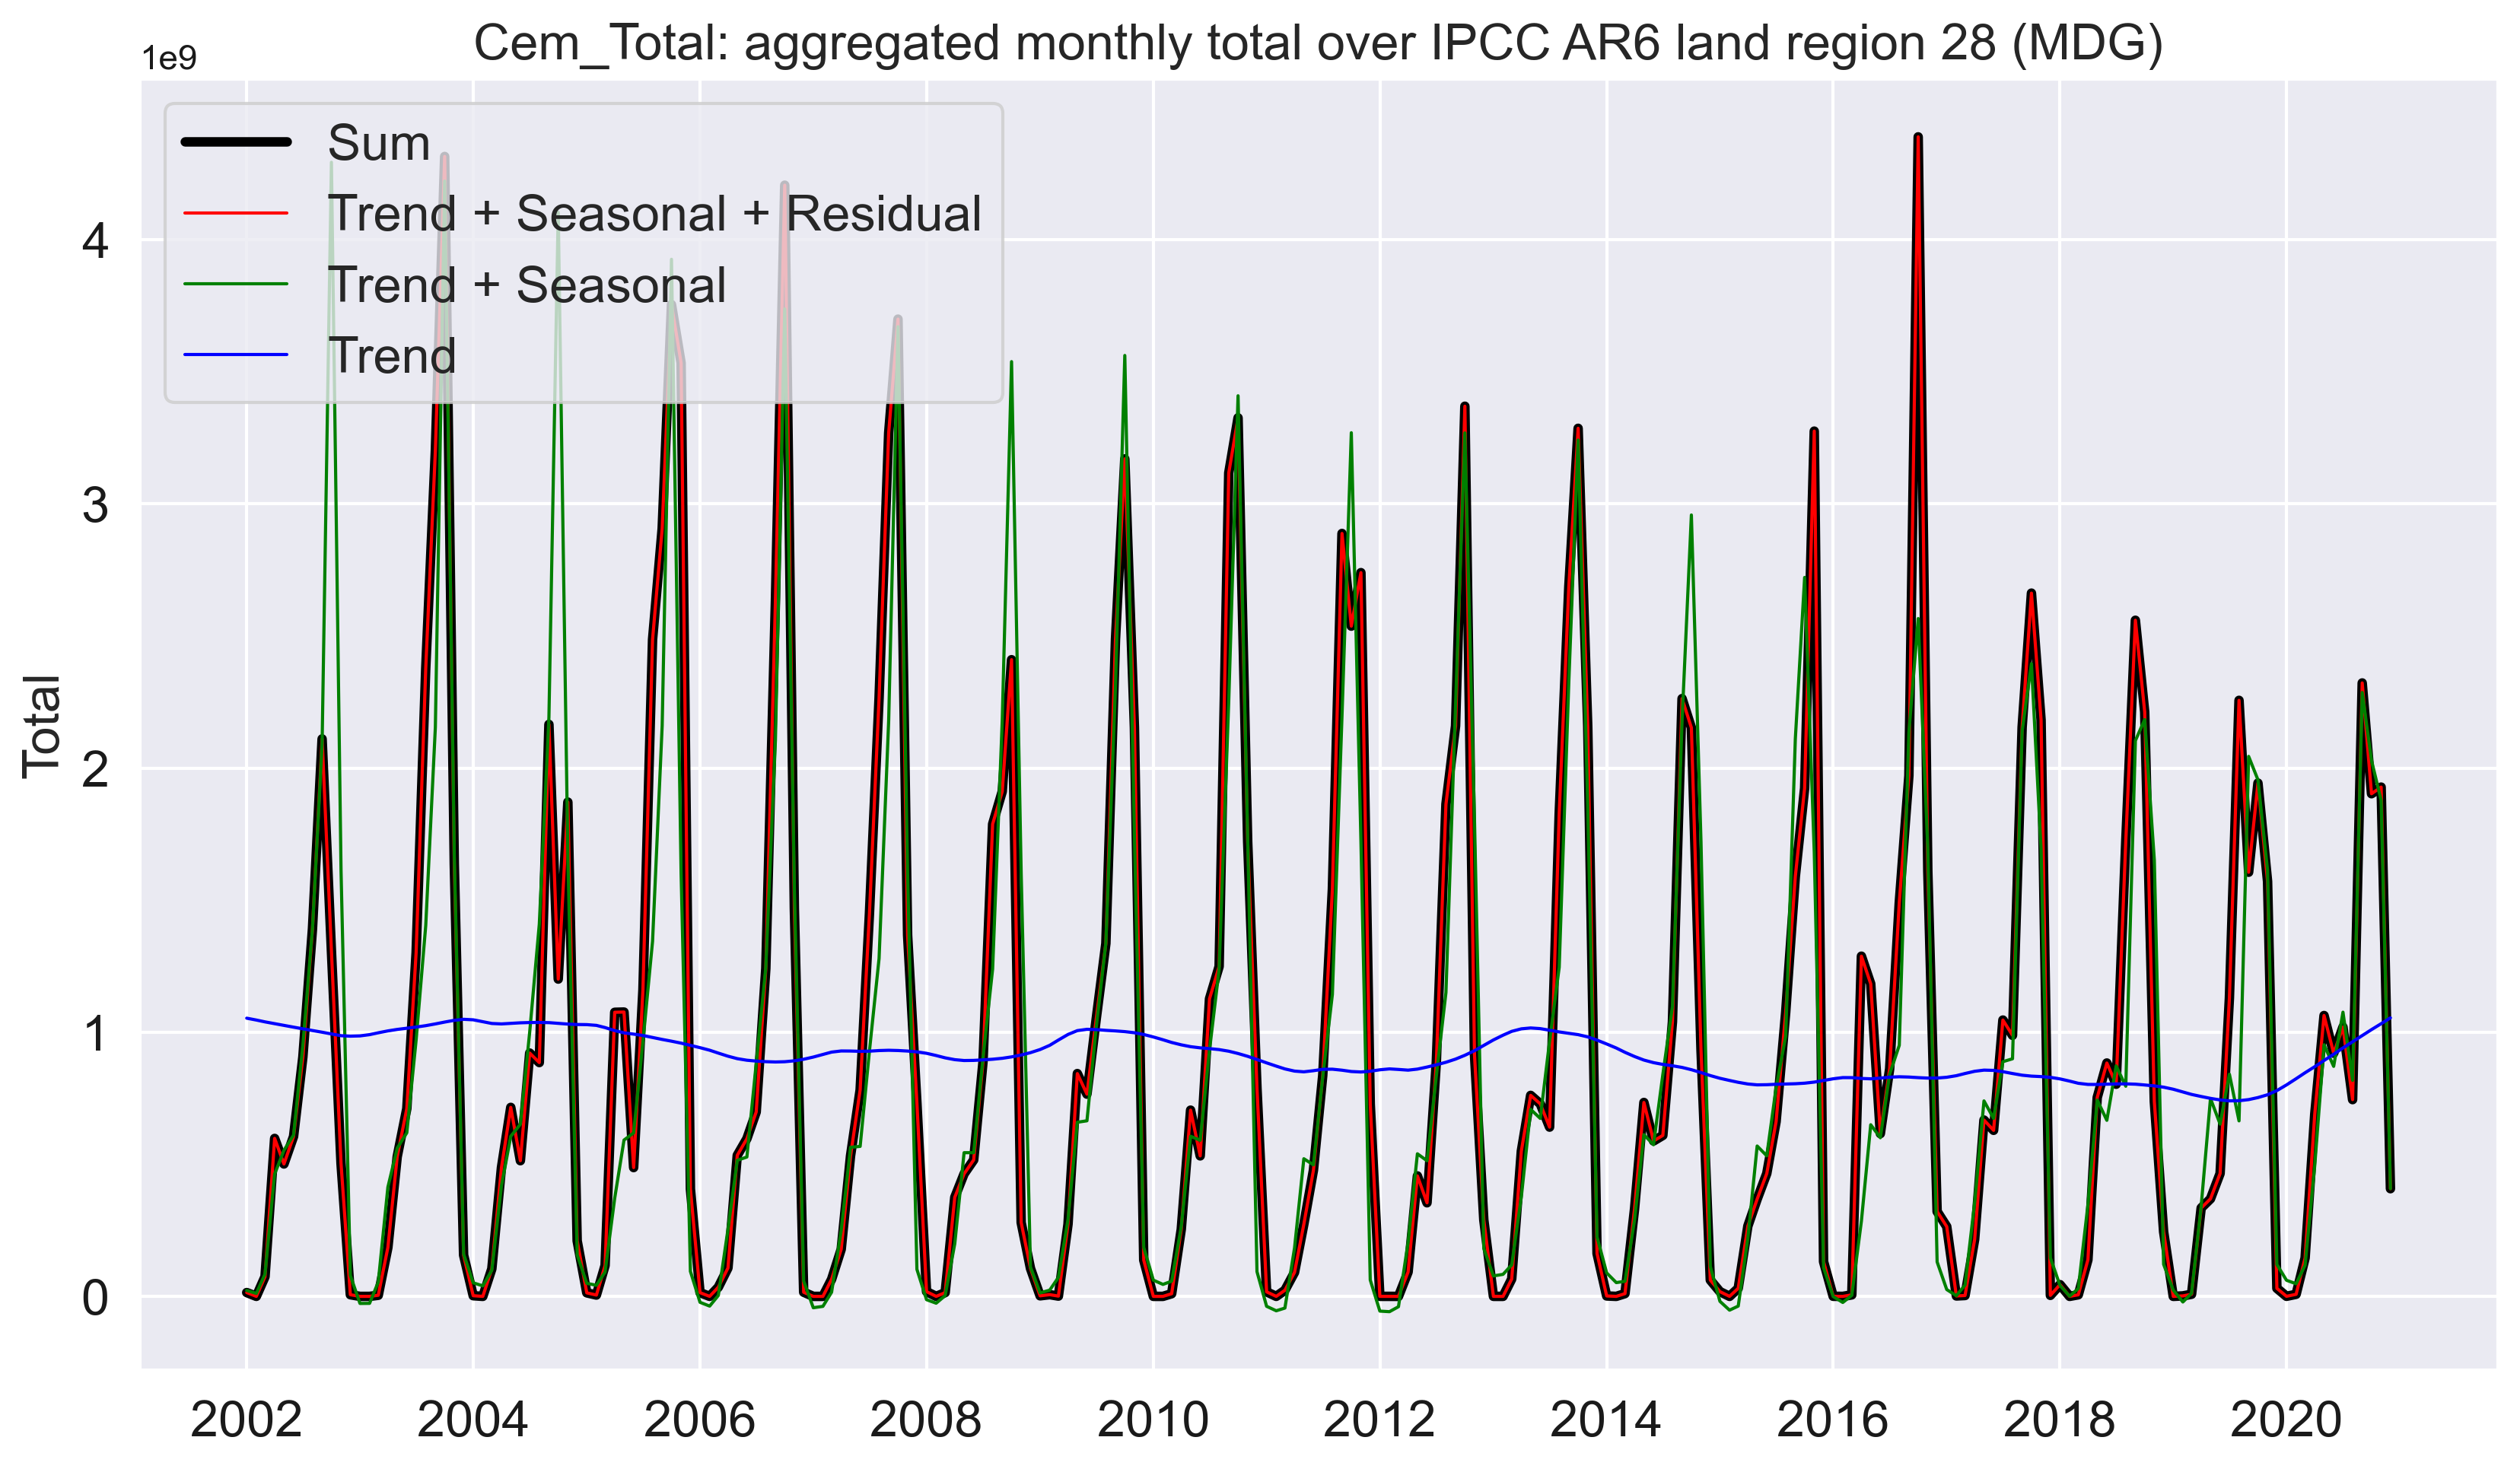 Cem_Total: aggregated monthly total over IPCC AR6 land region 28 (MDG)
1e9
Sum
Trend + Seasonal + Residual
Trend + Seasonal
Trend
4
3
2
1
0
Total
2002 2004 2006 2008 2010 2012 2014 2016 2018 2020